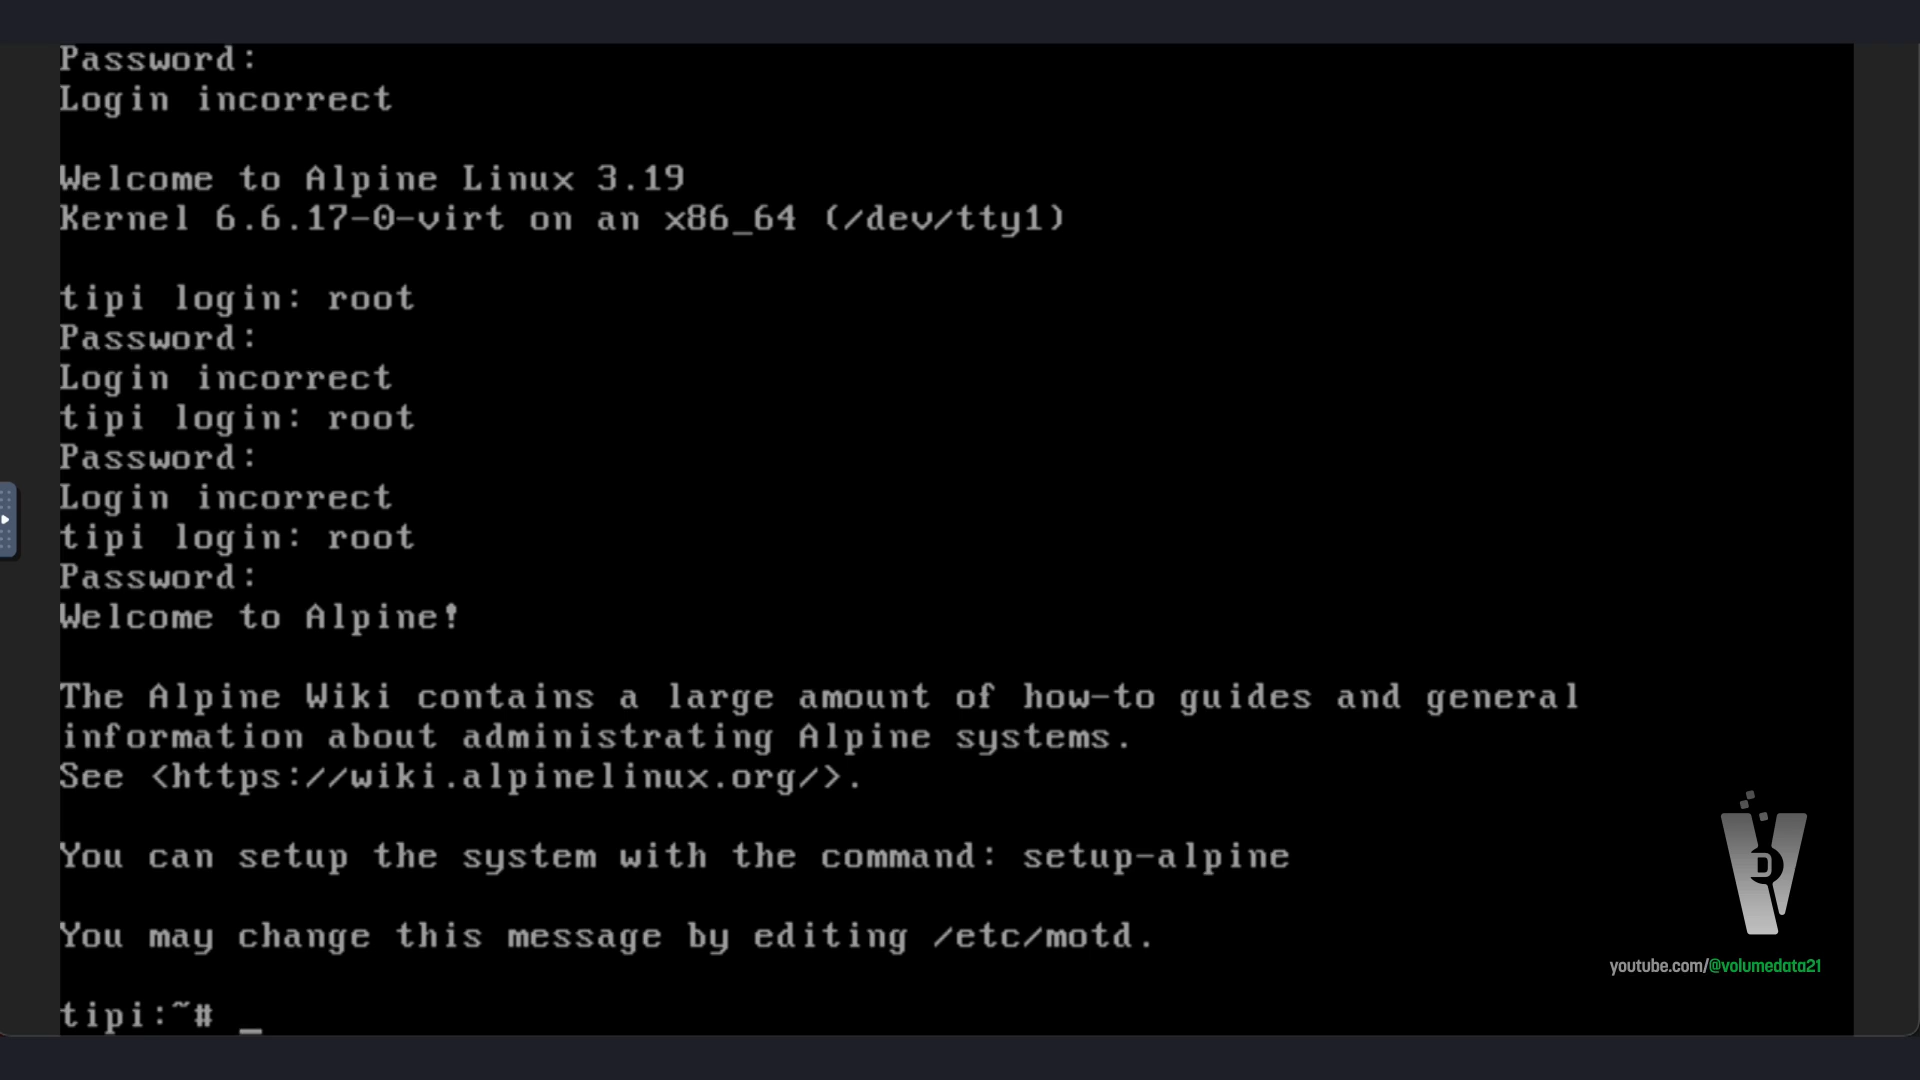 Password:
Login incorrect
Welcome to Alpine Linux 3.19
Kernel 6.6.17-0-virt on an x86_64 (/dev/tty1)
tipi login: root
Password:
Login incorrect
tipi login: root
Password:
Login incorrect
tipi login: root
Password:
Welcome to Alpine!
The Alpine Wiki contains a large amount of how-to guides and general
information about administrating Alpine systems.
See <https://wiki.alpinelinux.org/>.
You can setup the system with the command: setup-alpine
You may change this message by editing /etc/motd.
tipi:~# _
VD
youtube.com/@volumedata21